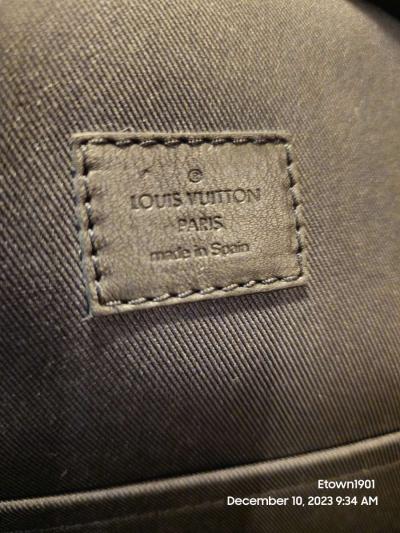 ©
LOUIS VUITTON
PARIS
made in Spain
Etown1901
December 10, 2023 9:34 AM